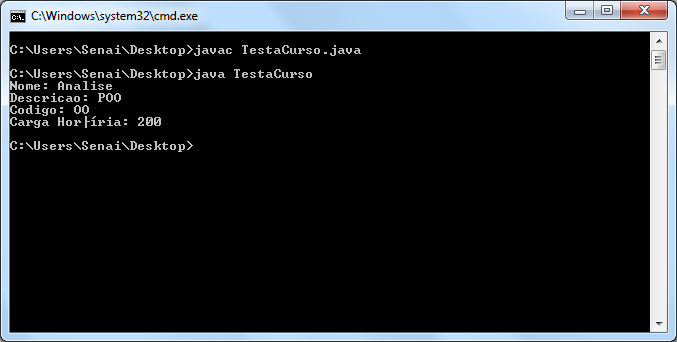 C:\Windows\system32\cmd.exe
C:\Users\Senai\Desktop>javac TestaCurso.java
C:\Users\Senai\Desktop>java TestaCurso
Nome: Analise
Descricao: POO
Codigo: OO
Carga Hor├íria: 200
C:\Users\Senai\Desktop>